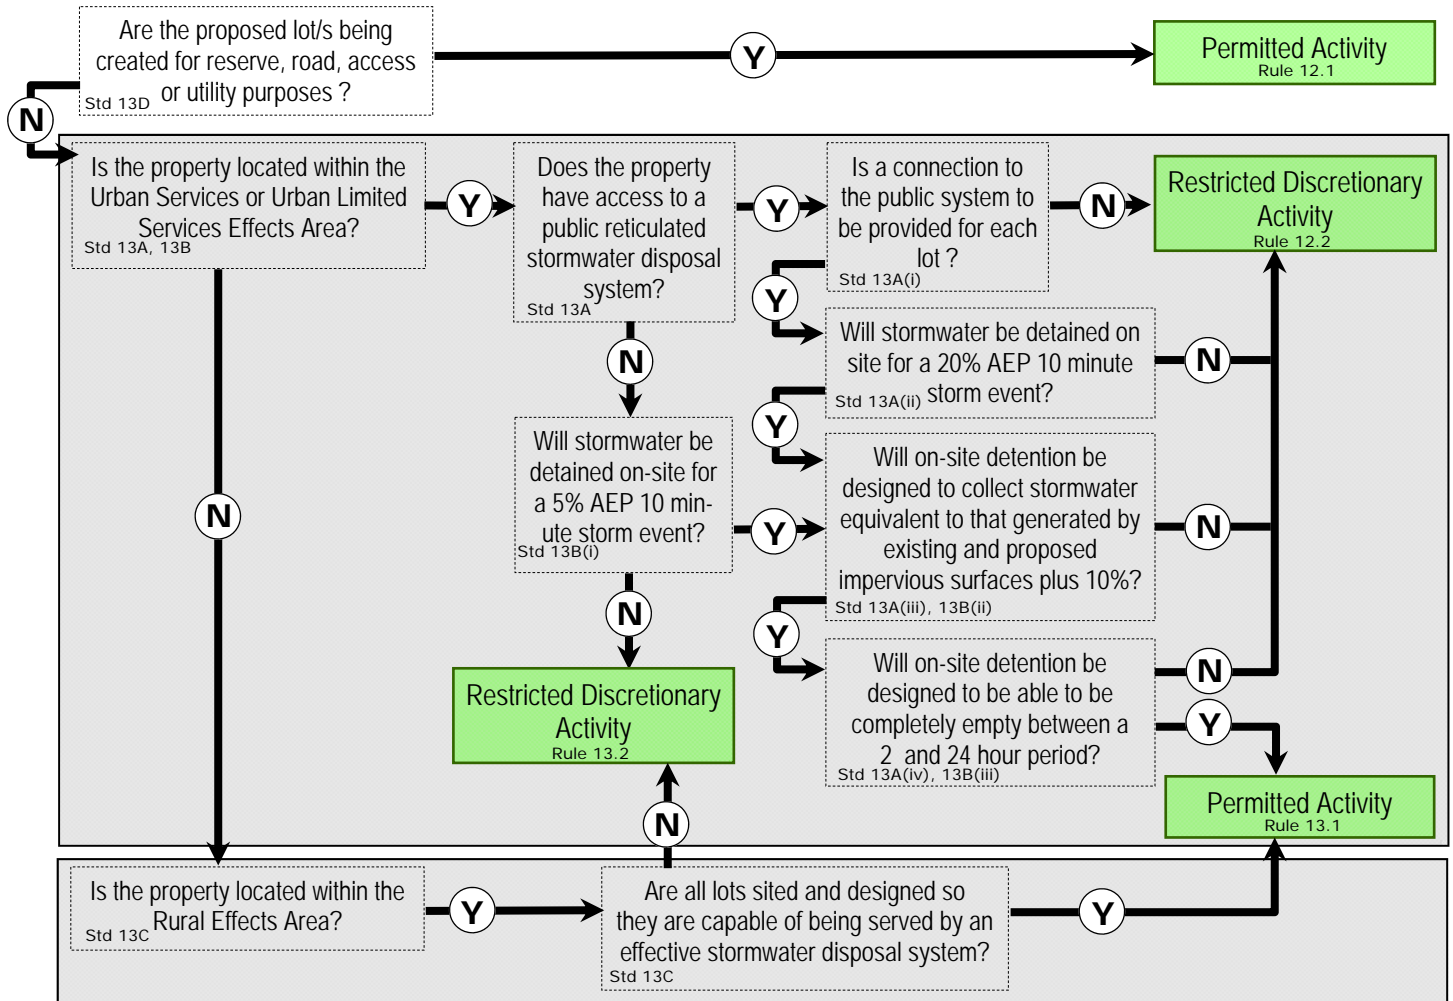 Are the proposed lot/s being
created for reserve, road, access
or utility purposes ?
Std 13D
Y
Permitted Activity
Rule 12.1
N
Is the property located within the
Urban Services or Urban Limited
Services Effects Area?
Std 13A, 13B
Y
Does the property
have access to a
public reticulated
stormwater disposal
system?
Std 13A
Y
Is a connection to
the public system to
be provided for each
lot ?
Std 13A(i)
N
Restricted Discretionary
Activity
Rule 12.2
Y
Will stormwater be detained on
site for a 20% AEP 10 minute
storm event?
Std 13A(ii)
N
N
Y
Will stormwater be
detained on-site for
a 5% AEP 10 min-
ute storm event?
Std 13B(i)
Y
Will on-site detention be
designed to collect stormwater
equivalent to that generated by
existing and proposed
impervious surfaces plus 10%?
Std 13A(iii), 13B(ii)
N
N
N
Y
Will on-site detention be
designed to be able to be
completely empty between a
2 and 24 hour period?
Std 13A(iv), 13B(iii)
N
Y
Restricted Discretionary
Activity
Rule 13.2
Permitted Activity
Rule 13.1
N
Is the property located within the
Rural Effects Area?
Std 13C
Y
Are all lots sited and designed so
they are capable of being served by an
effective stormwater disposal system?
Std 13C
Y